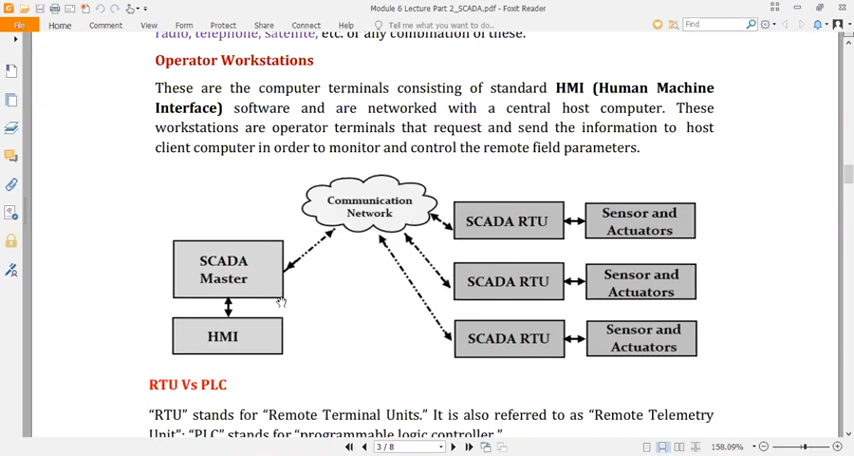 Module 6 Lecture Part 2_SCADA.pdf - Foxit Reader
File Home Comment View Form Protect Share Connect Help Tell me what you want to do... Find
radio, telephone, satellite, etc. or any combination of these.
Operator Workstations
These are the computer terminals consisting of standard HMI (Human Machine
Interface) software and are networked with a central host computer. These
workstations are operator terminals that request and send the information to host
client computer in order to monitor and control the remote field parameters.
Communication
Network
SCADA RTU
Sensor and
Actuators
SCADA
Master
SCADA RTU
Sensor and
Actuators
HMI
SCADA RTU
Sensor and
Actuators
RTU Vs PLC
“RTU” stands for “Remote Terminal Units.” It is also referred to as “Remote Telemetry
Unit”; “PLC” stands for “programmable logic controller.”
3 / 8
158.09%